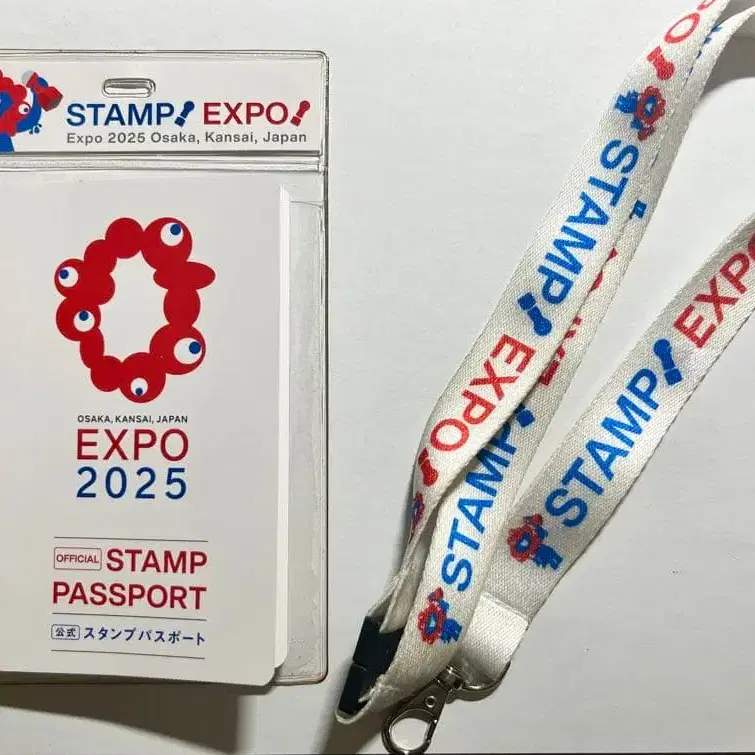 STAMP! EXPO!
Expo 2025 Osaka, Kansai, Japan
OSAKA, KANSAI, JAPAN
EXPO
2025
OFFICIAL STAMP
PASSPORT
公式 スタンプパスポート
STAMP! EXPO!
STAMP!
STAMP! EXPO